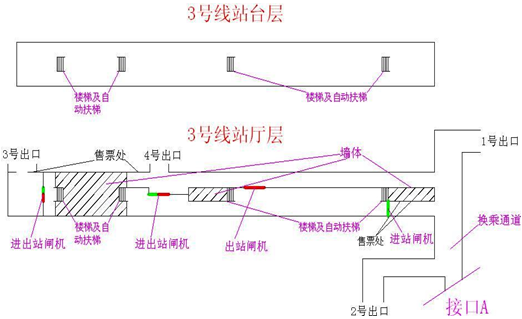 3号线站台层
楼梯及自
动扶梯
楼梯及自动扶梯
3号线站厅层
3号出口
售票处
4号出口
墙体
1号出口
楼梯及自
动扶梯
楼梯及自动扶梯
售票处
进出站闸机
进出站闸机
出站闸机
进站闸机
换乘通道
2号出口
接口A